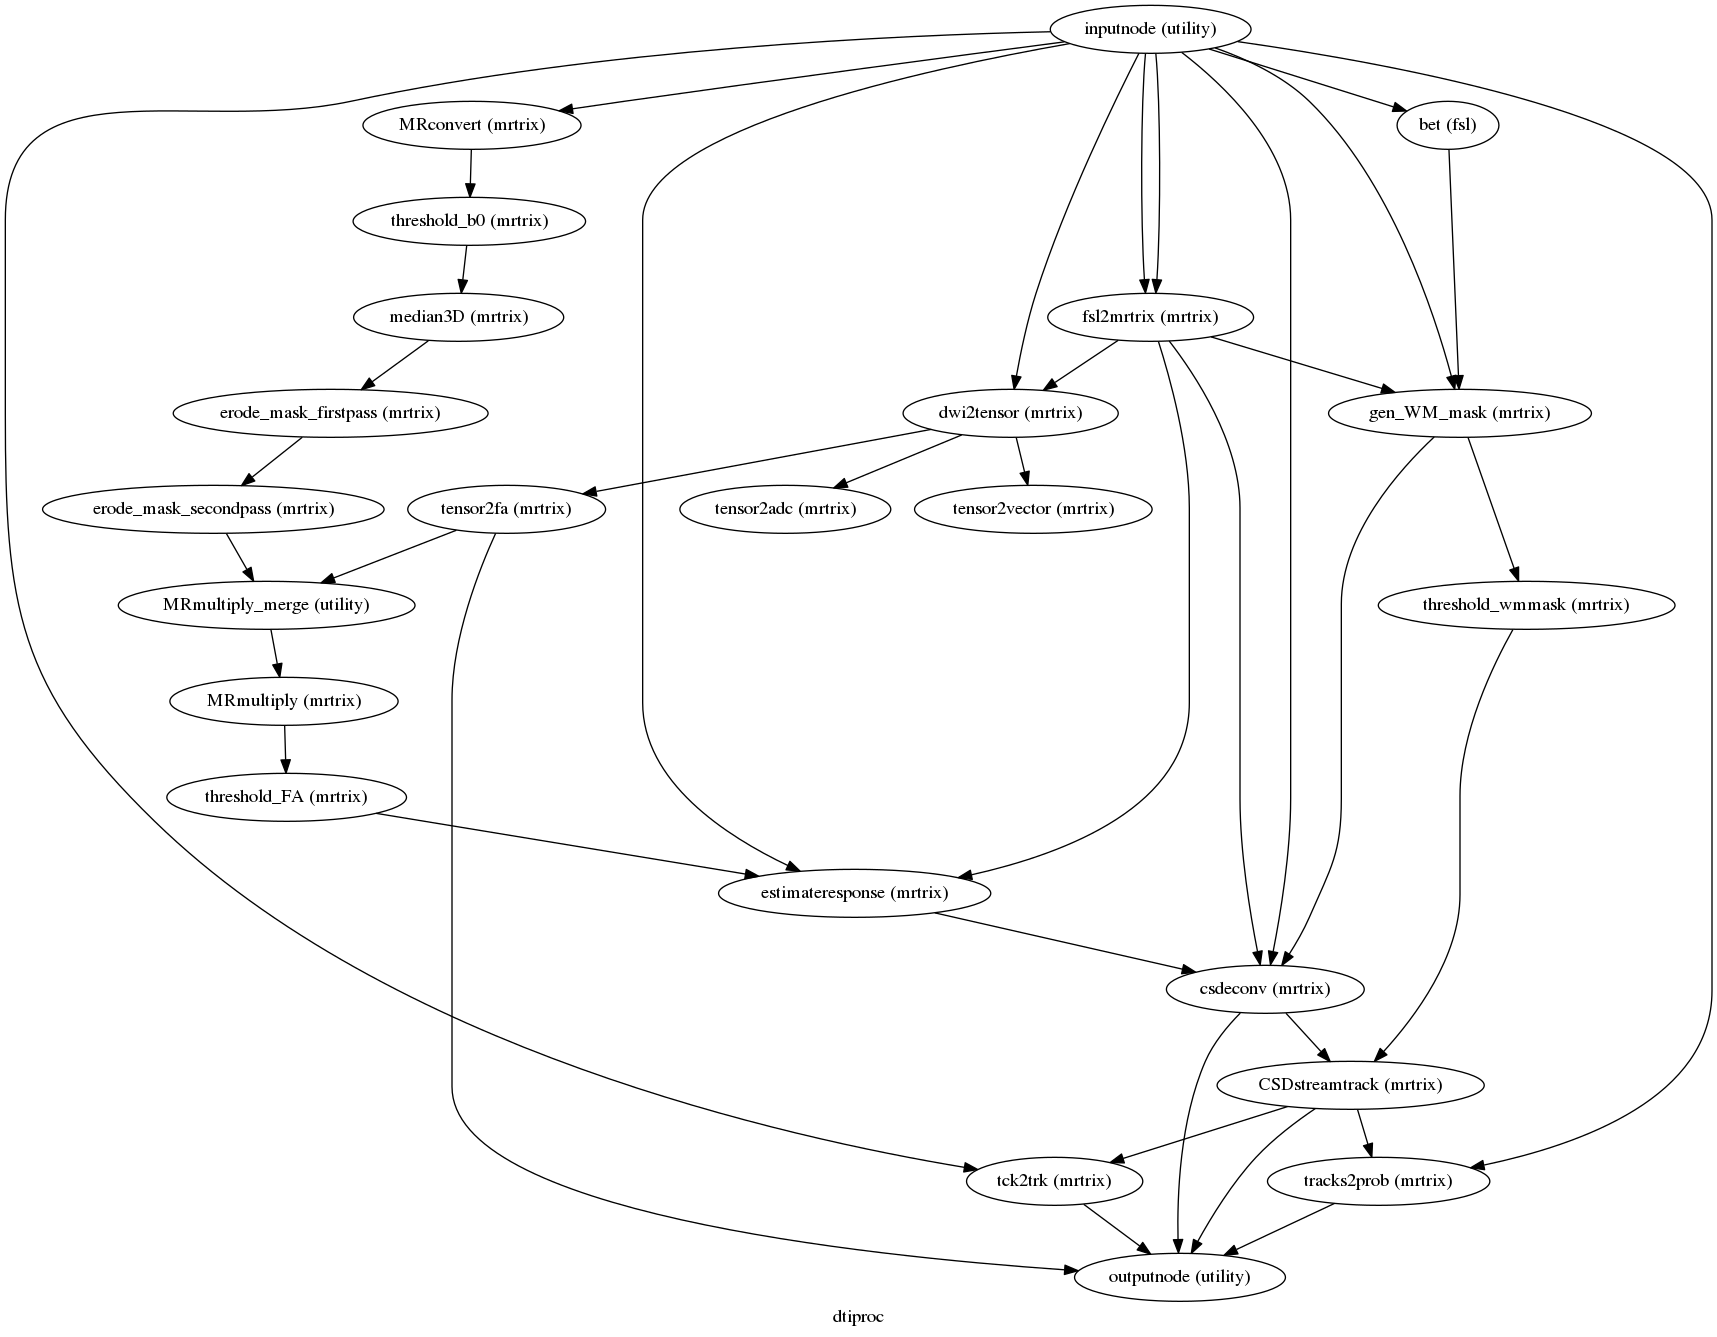 inputnode (utility)
MRconvert (mrtrix)
bet (fsl)
threshold_b0 (mrtrix)
median3D (mrtrix)
fsl2mrtrix (mrtrix)
erode_mask_firstpass (mrtrix)
dwi2tensor (mrtrix)
gen_WM_mask (mrtrix)
erode_mask_secondpass (mrtrix)
tensor2fa (mrtrix)
tensor2adc (mrtrix)
tensor2vector (mrtrix)
MRmultiply_merge (utility)
threshold_wmmask (mrtrix)
MRmultiply (mrtrix)
threshold_FA (mrtrix)
estimateresponse (mrtrix)
csdeconv (mrtrix)
CSDstreamtrack (mrtrix)
tck2trk (mrtrix)
tracks2prob (mrtrix)
outputnode (utility)
dtiproc